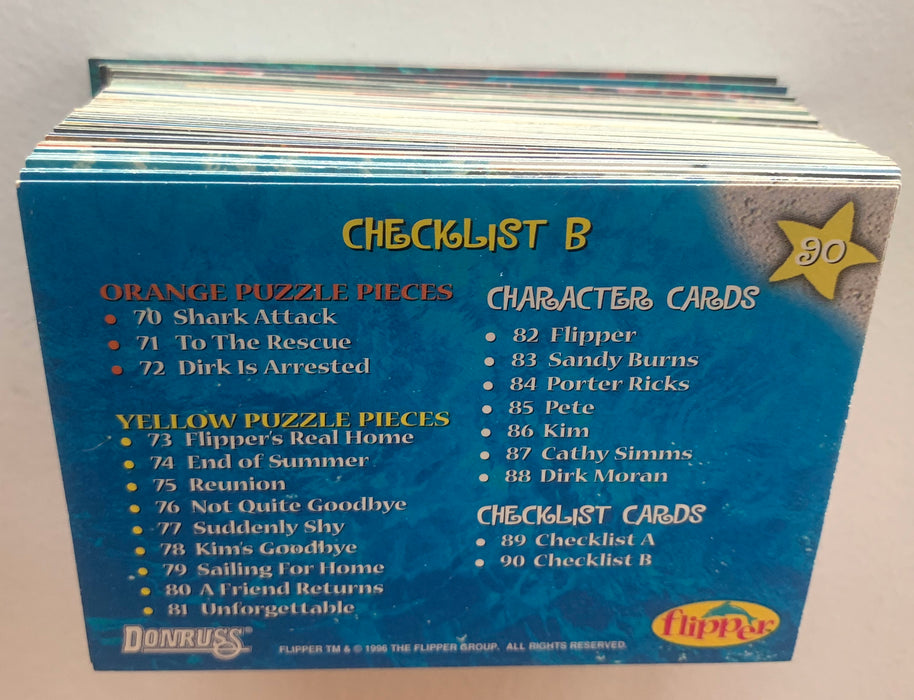 CHECKLIST B
90
ORANGE PUZZLE PIECES
• 70 Shark Attack
• 71 To The Rescue
• 72 Dirk Is Arrested
YELLOW PUZZLE PIECES
• 73 Flipper's Real Home
• 74 End of Summer
• 75 Reunion
• 76 Not Quite Goodbye
• 77 Suddenly Shy
• 78 Kim's Goodbye
• 79 Sailing For Home
• 80 A Friend Returns
• 81 Unforgettable
CHARACTER CARDS
• 82 Flipper
• 83 Sandy Burns
• 84 Porter Ricks
• 85 Pete
• 86 Kim
• 87 Cathy Simms
• 88 Dirk Moran
CHECKLIST CARDS
• 89 Checklist A
• 90 Checklist B
DONRUSS®
FLIPPER TM & © 1996 THE FLIPPER GROUP. ALL RIGHTS RESERVED.
flipper